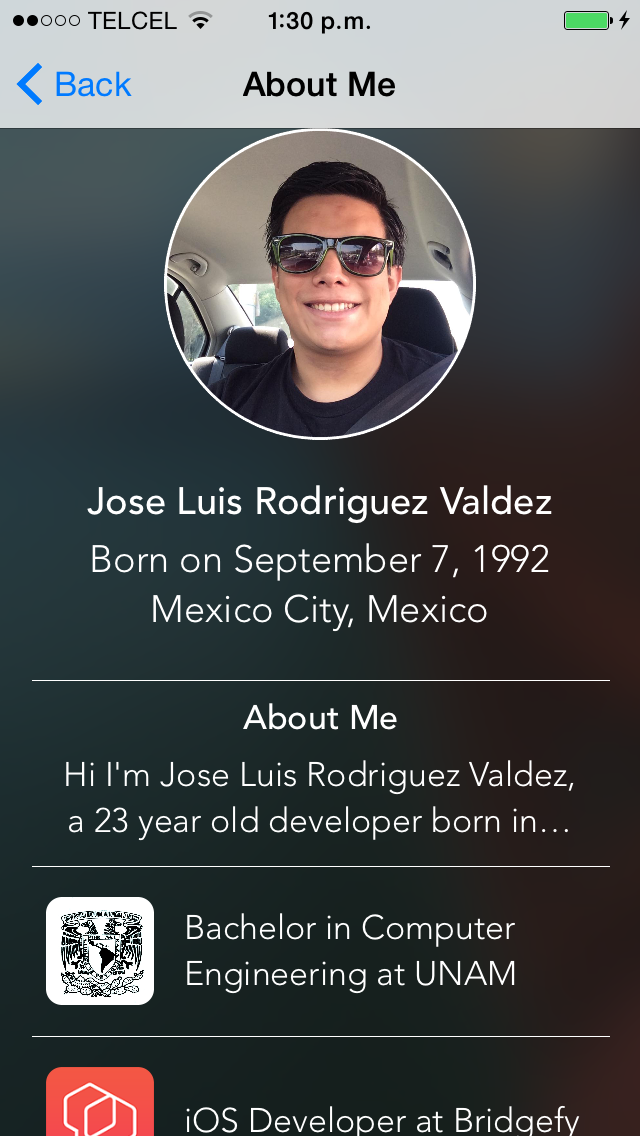 TELCEL 1:30 p.m.
Back About Me
Jose Luis Rodriguez Valdez
Born on September 7, 1992
Mexico City, Mexico
About Me
Hi I'm Jose Luis Rodriguez Valdez,
a 23 year old developer born in…
Bachelor in Computer
Engineering at UNAM
iOS Developer at Bridgefy